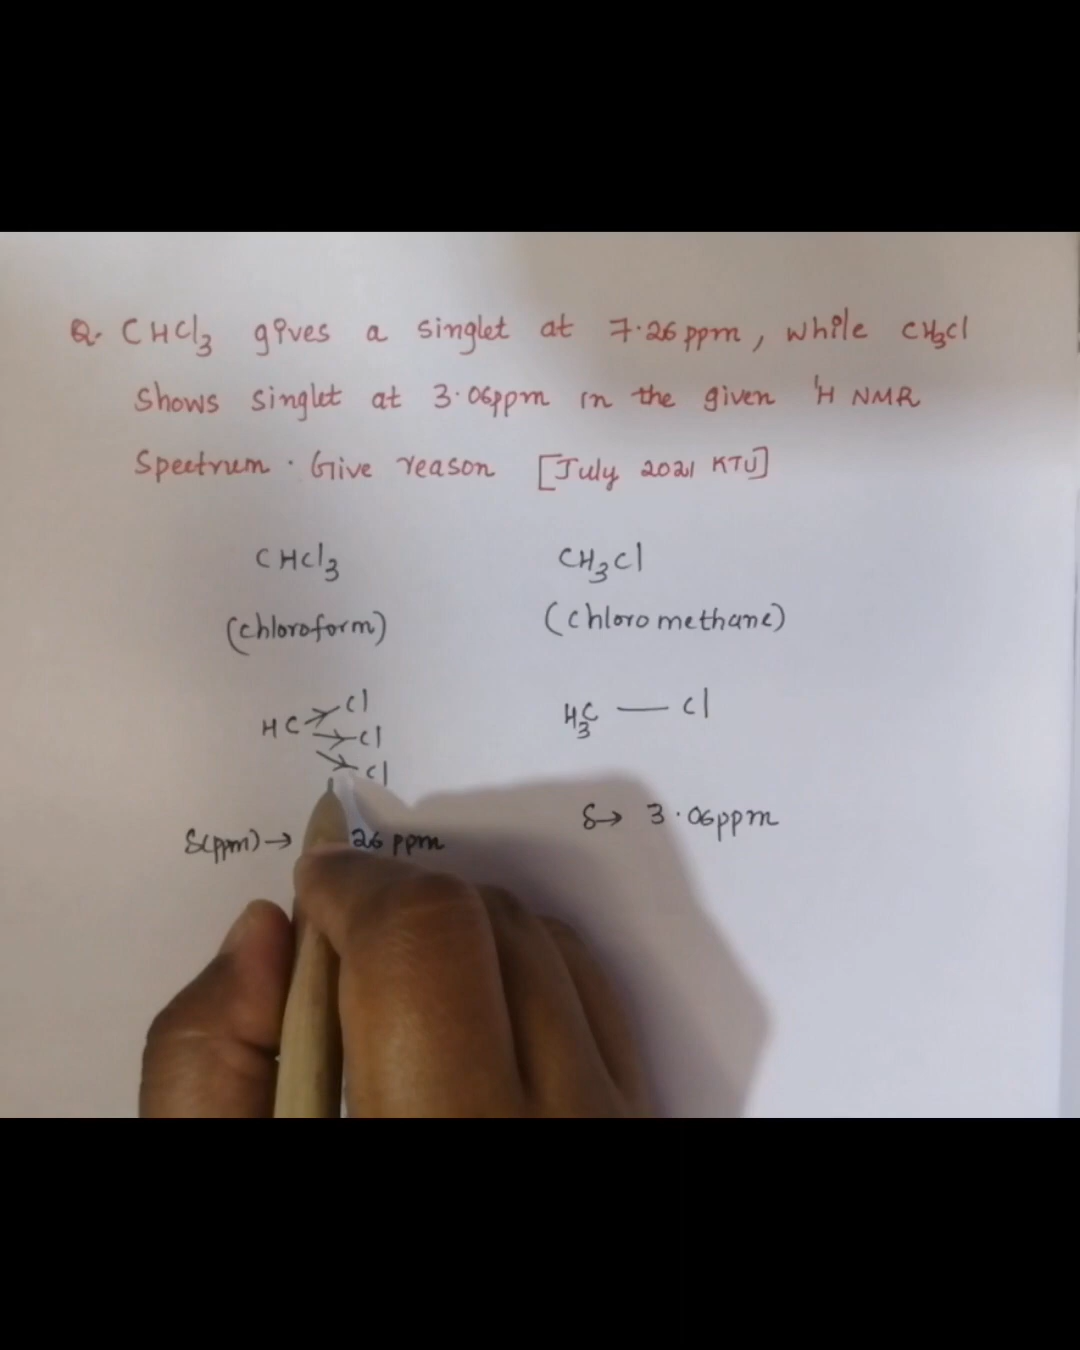 Q. CHCl3 gives a singlet at 7.26 ppm, while CH3Cl
shows singlet at 3.06ppm in the given 1H NMR
Spectrum. Give reason [July 2021 KTU]
CHCl3 CH3Cl
(chloroform) (chloro methane)
Cl
HC Cl H3C — Cl
Cl
δ(ppm) → 26 ppm δ→ 3.06ppm